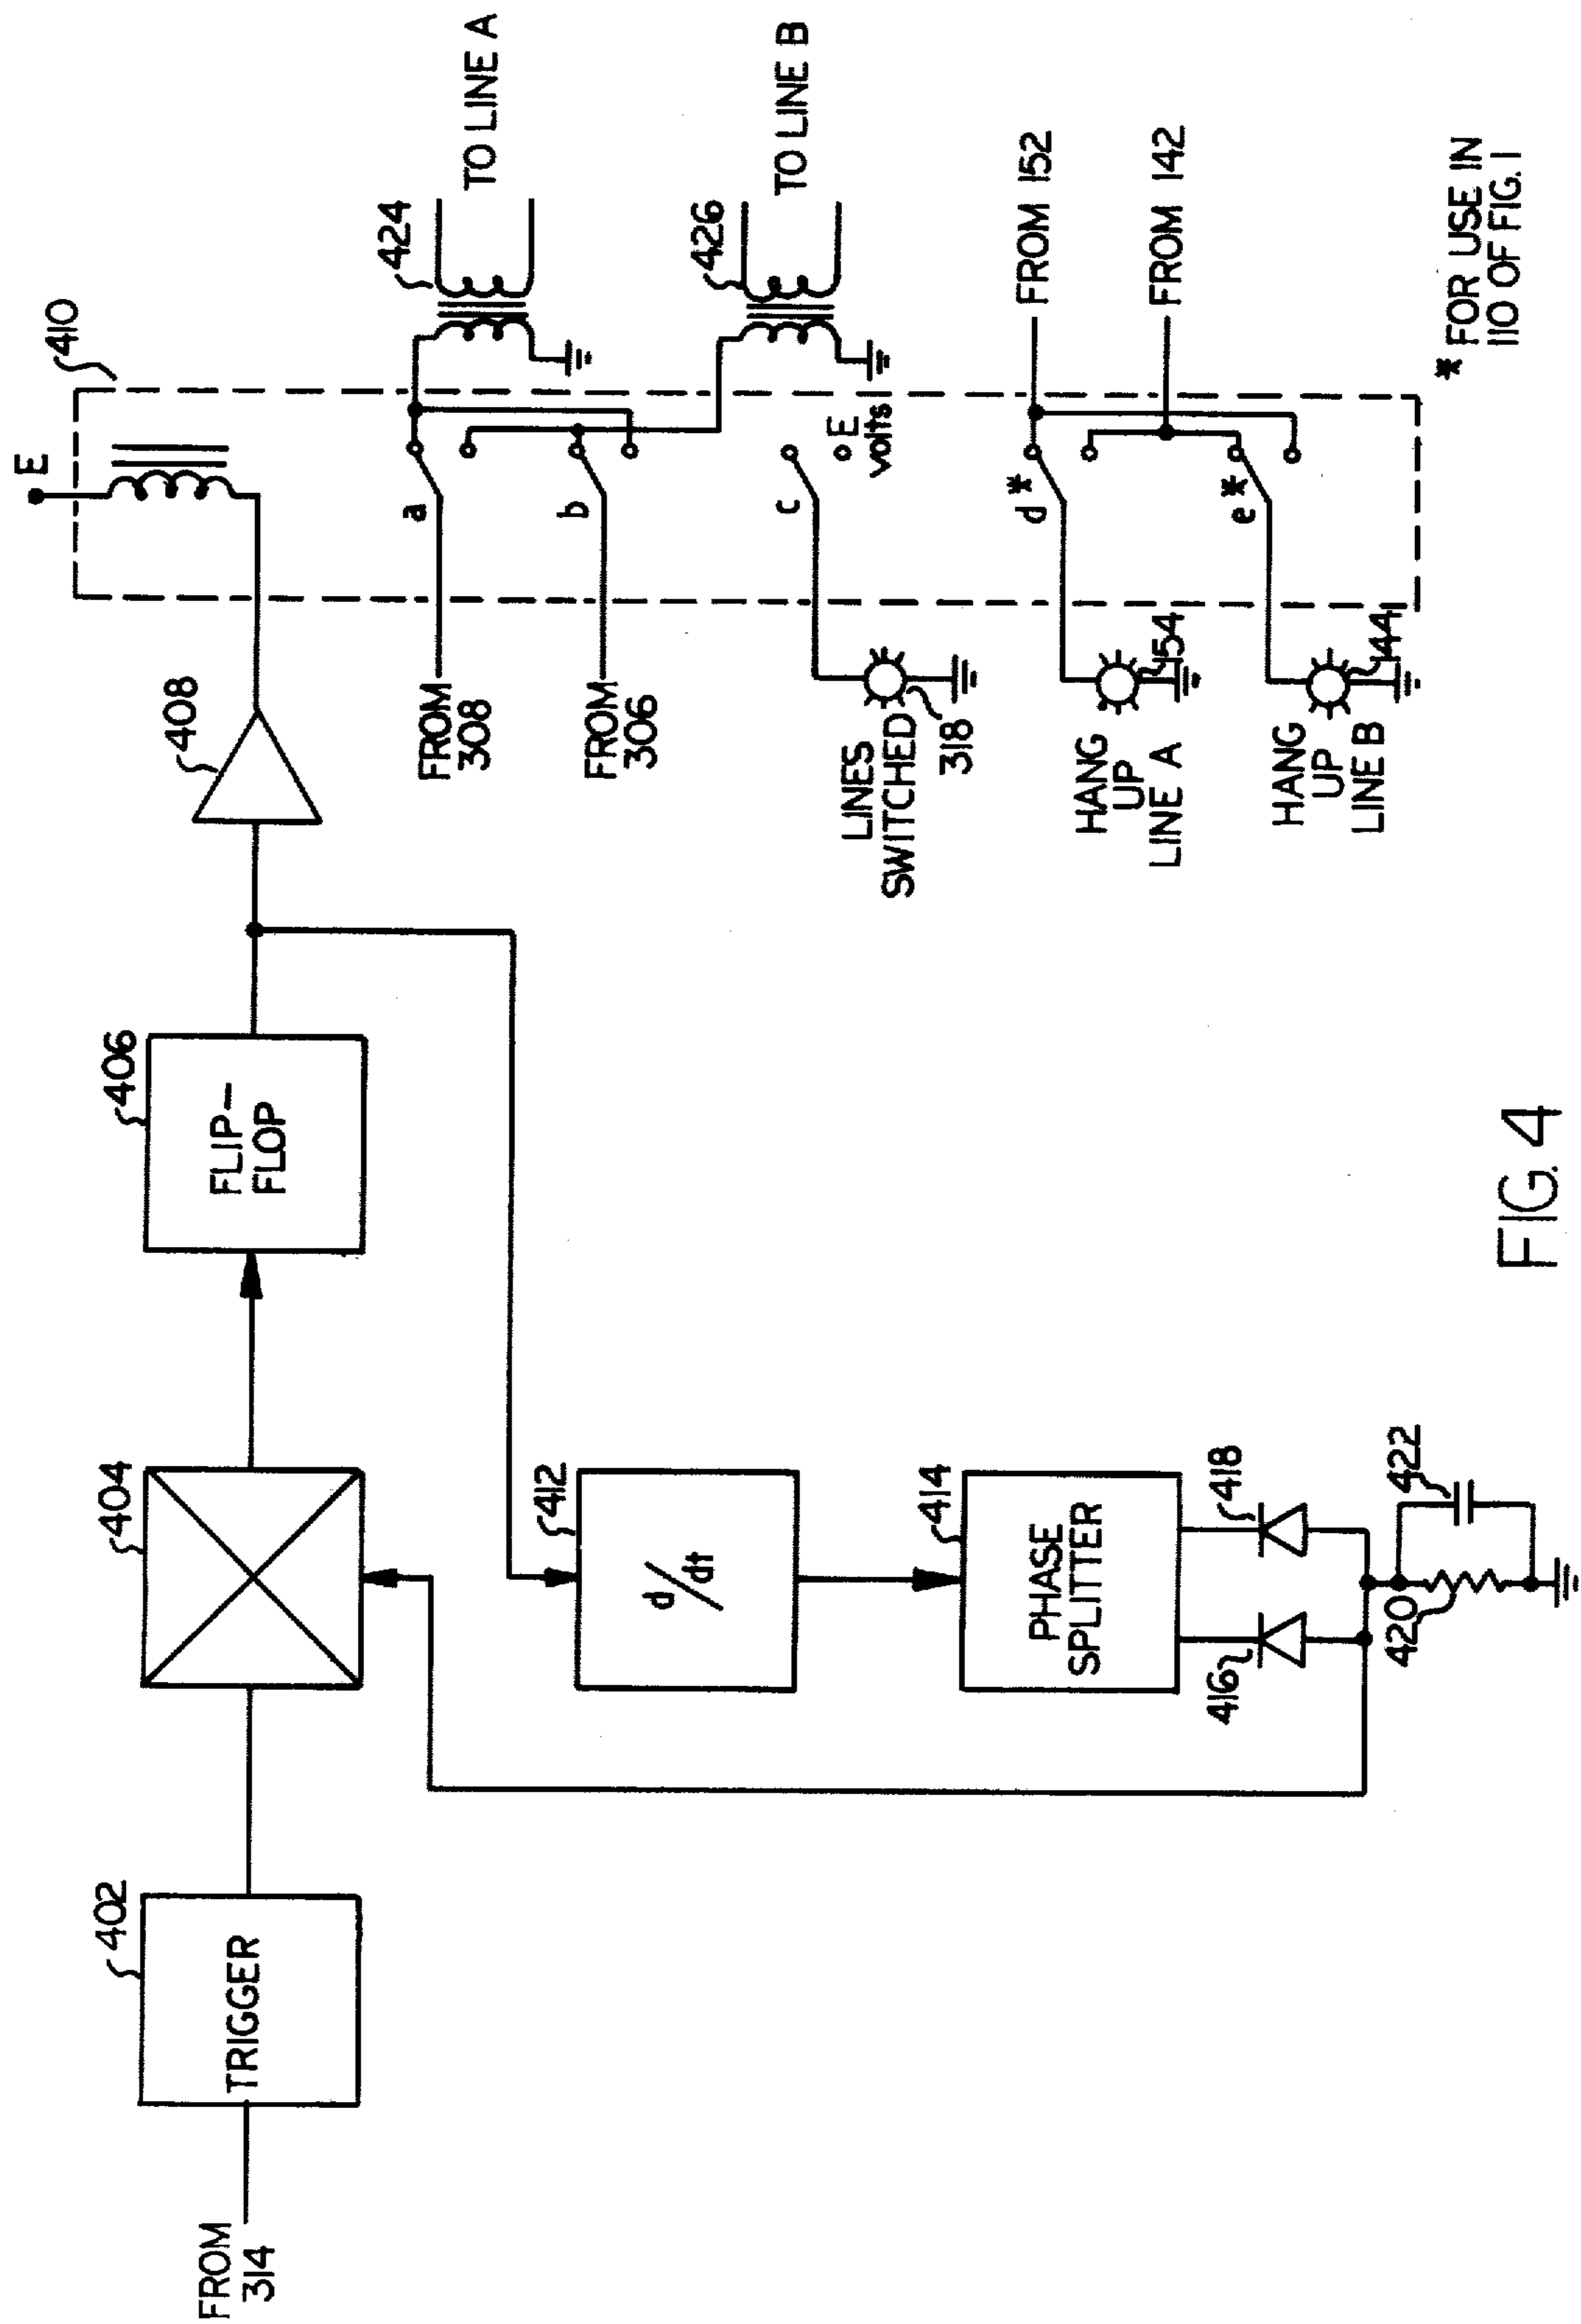 FROM
314
402
TRIGGER
404
406
FLIP-
FLOP
408
410
E
412
d/dt
414
PHASE
SPLITTER
416
418
420
422
FROM
308
a
424
TO LINE A
FROM
306
b
426
TO LINE B
LINES
SWITCHED
318
c
E
volts
HANG
UP
LINE A
154
d*
FROM 152
HANG
UP
LINE B
144
e*
FROM 142
* FOR USE IN
110 OF FIG. 1
FIG. 4